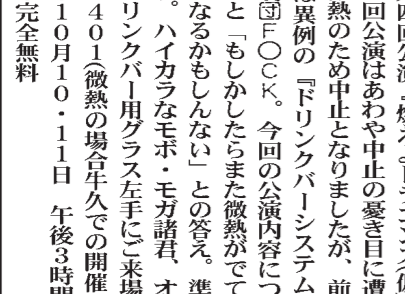 回公演はあわや中止の憂き目に遭
熱のため中止となりましたが、前
は異例の『ドリンクバーシステム
劇団F○CK。今回の公演内容につ
と「もしかしたらまた微熱がでて
なるかもしんない」との答え。準
。ハイカラなモボ・モガ諸君、オ
リンクバー用グラス左手にご来場
401(微熱の場合牛久での開催
10月10・11日 午後3時開
完全無料